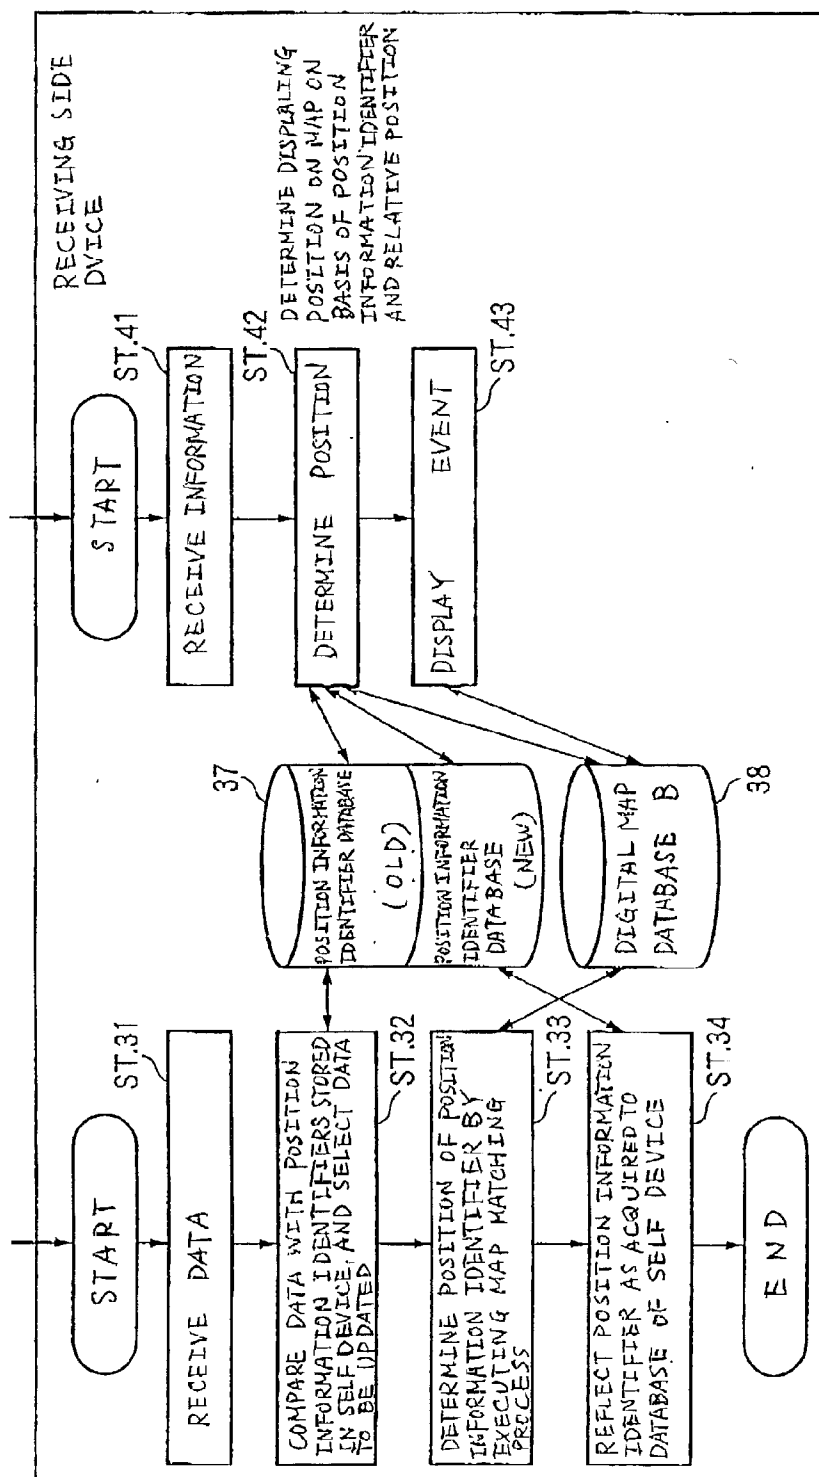 RECEIVING SIDE
DVICE
START
ST.31
RECEIVE DATA
COMPARE DATA WITH POSITION
INFORMATION IDENTIFIERS STORED
IN SELF DEVICE, AND SELECT DATA
TO BE UPDATED
ST.32
DETERMINE POSITION OF POSITION
INFORMATION IDENTIFIER BY
EXECUTING MAP MATCHING
PROCESS
ST.33
REFLECT POSITION INFORMATION
IDENTIFIER AS ACQUIRED TO
DATABASE OF SELF DEVICE
ST.34
END
37
POSITION INFORMATION
IDENTIFIER DATABASE
(OLD)
POSITION INFORMATION
IDENTIFIER
DATABASE
(NEW)
DIGITAL MAP
DATABASE B
38
START
ST.41
RECEIVE INFORMATION
ST.42
DETERMINE POSITION
DETERMINE DISPLALING
POSITION ON MAP ON
BASIS OF POSITION
INFORMATION IDENTIFIER
AND RELATIVE POSITION
DISPLAY EVENT
ST.43